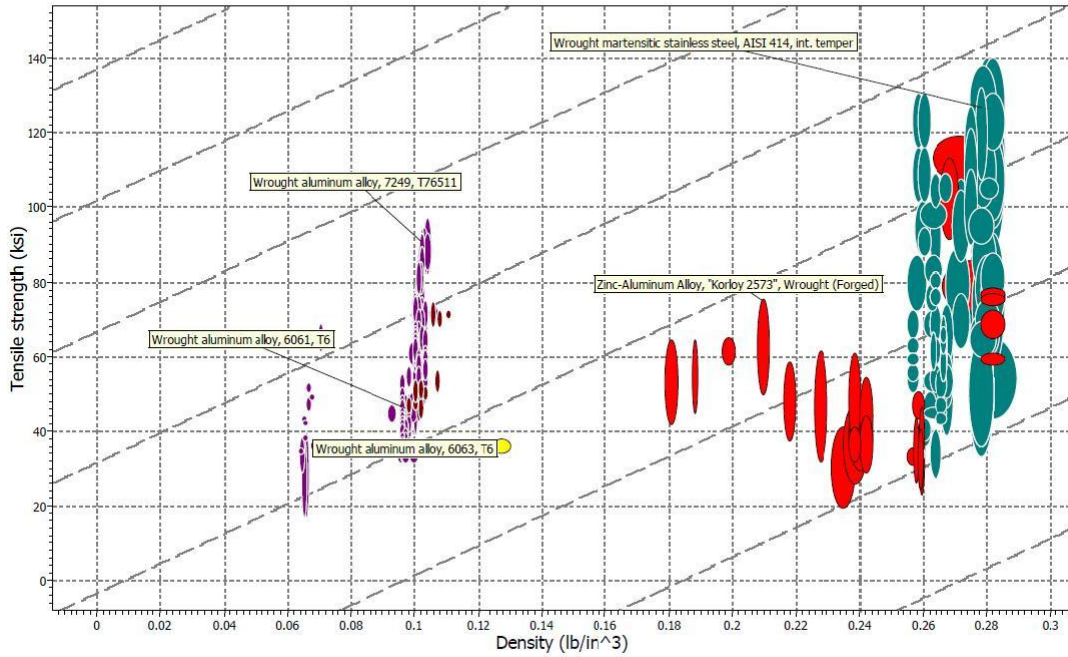 Wrought martensitic stainless steel, AISI 414, int. temper
140
120
Wrought aluminum alloy, 7249, T76511
100
Zinc-Aluminum Alloy, "Korloy 2573", Wrought (Forged)
80
Tensile strength (ksi)
Wrought aluminum alloy, 6061, T6
60
40
Wrought aluminum alloy, 6063, T6
20
0
0 0.02 0.04 0.06 0.08 0.1 0.12 0.14 0.16 0.18 0.2 0.22 0.24 0.26 0.28 0.3
Density (lb/in^3)